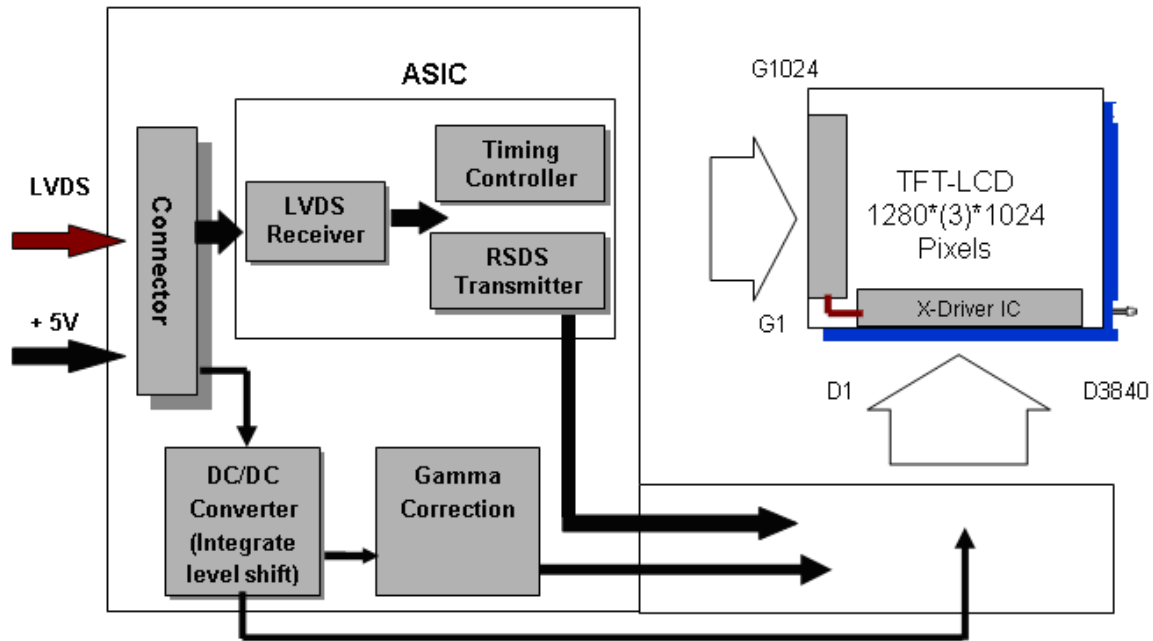 ASIC
LVDS
+ 5V
Connector
LVDS
Receiver
Timing
Controller
RSDS
Transmitter
DC/DC
Converter
(Integrate
level shift)
Gamma
Correction
G1024
G1
TFT-LCD
1280*(3)*1024
Pixels
X-Driver IC
D1
D3840